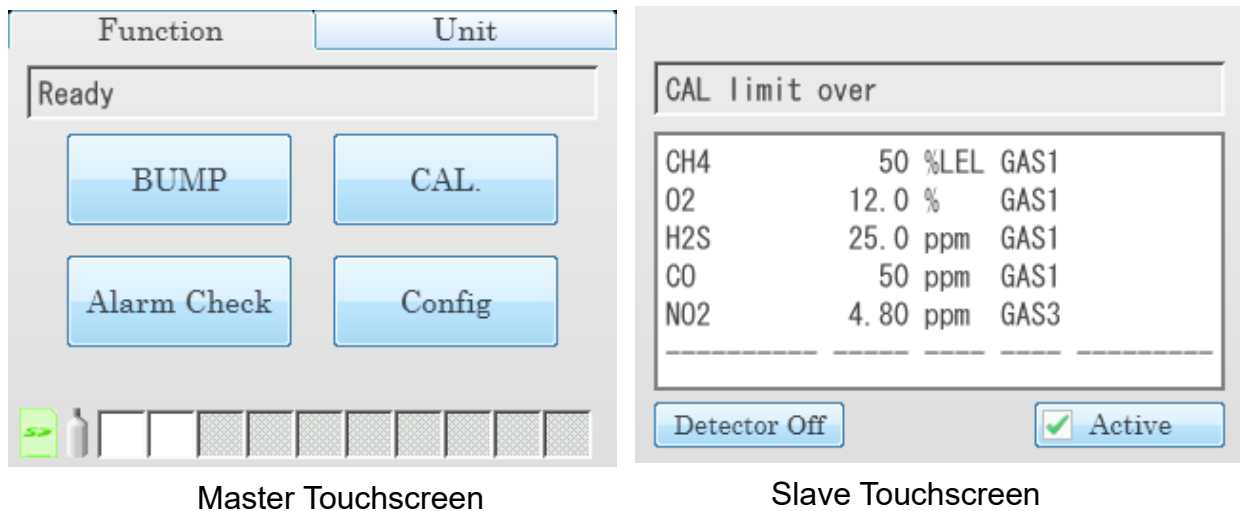 Function Unit
Ready
BUMP CAL.
Alarm Check Config
SD
Master Touchscreen
CAL limit over
CH4 50 %LEL GAS1
O2 12.0 % GAS1
H2S 25.0 ppm GAS1
CO 50 ppm GAS1
NO2 4.80 ppm GAS3
---------- ----- ---- ---- ---------
Detector Off Active
Slave Touchscreen